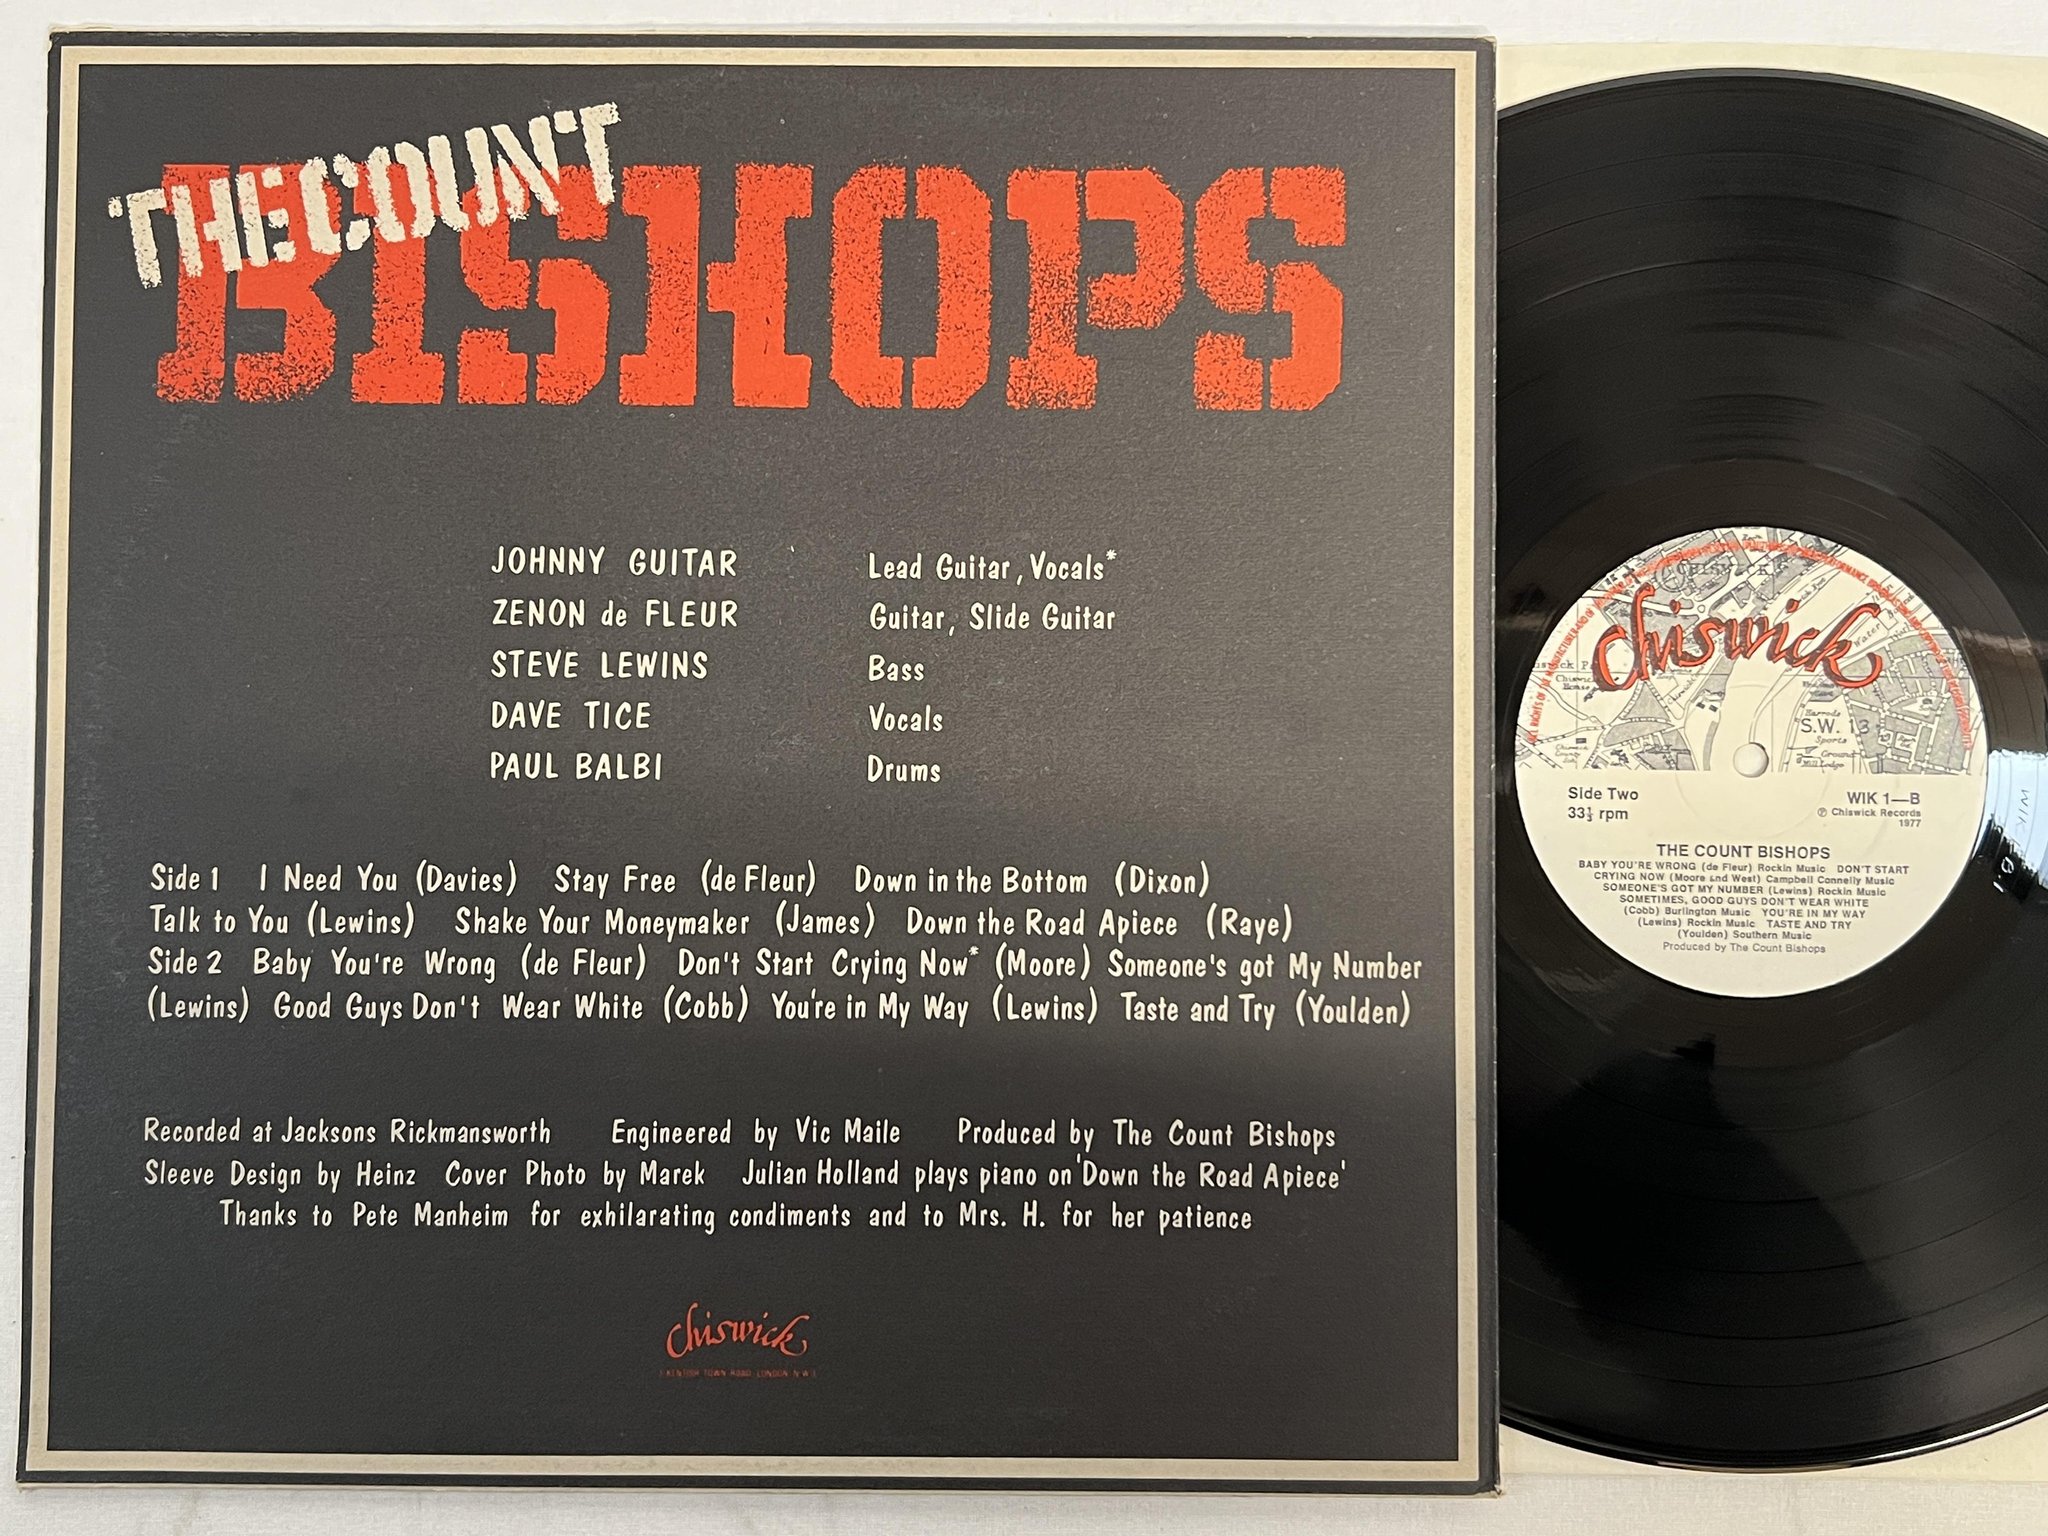 THE COUNT
BISHOPS
JOHNNY GUITAR Lead Guitar, Vocals*
ZENON de FLEUR Guitar, Slide Guitar
STEVE LEWINS Bass
DAVE TICE Vocals
PAUL BALBI Drums
Side 1 I Need You (Davies) Stay Free (de Fleur) Down in the Bottom (Dixon)
Talk to You (Lewins) Shake Your Moneymaker (James) Down the Road Apiece (Raye)
Side 2 Baby You're Wrong (de Fleur) Don't Start Crying Now* (Moore) Someone's got My Number
(Lewins) Good Guys Don't Wear White (Cobb) You're in My Way (Lewins) Taste and Try (Youlden)
Recorded at Jacksons Rickmansworth Engineered by Vic Maile Produced by The Count Bishops
Sleeve Design by Heinz Cover Photo by Marek Julian Holland plays piano on 'Down the Road Apiece'
Thanks to Pete Manheim for exhilarating condiments and to Mrs. H. for her patience
Chiswick
KENTISH TOWN ROAD LONDON N.W.1
Chiswick
CHISWICK
S.W. 13
Side Two WIK 1—B
33⅓ rpm ℗ Chiswick Records
1977
THE COUNT BISHOPS
BABY YOU'RE WRONG (de Fleur) Rockin Music DON'T START
CRYING NOW (Moore and West) Campbell Connelly Music
SOMEONE'S GOT MY NUMBER (Lewins) Rockin Music
SOMETIMES, GOOD GUYS DON'T WEAR WHITE
(Cobb) Burlington Music YOU'RE IN MY WAY
(Lewins) Rockin Music TASTE AND TRY
(Youlden) Southern Music
Produced by The Count Bishops